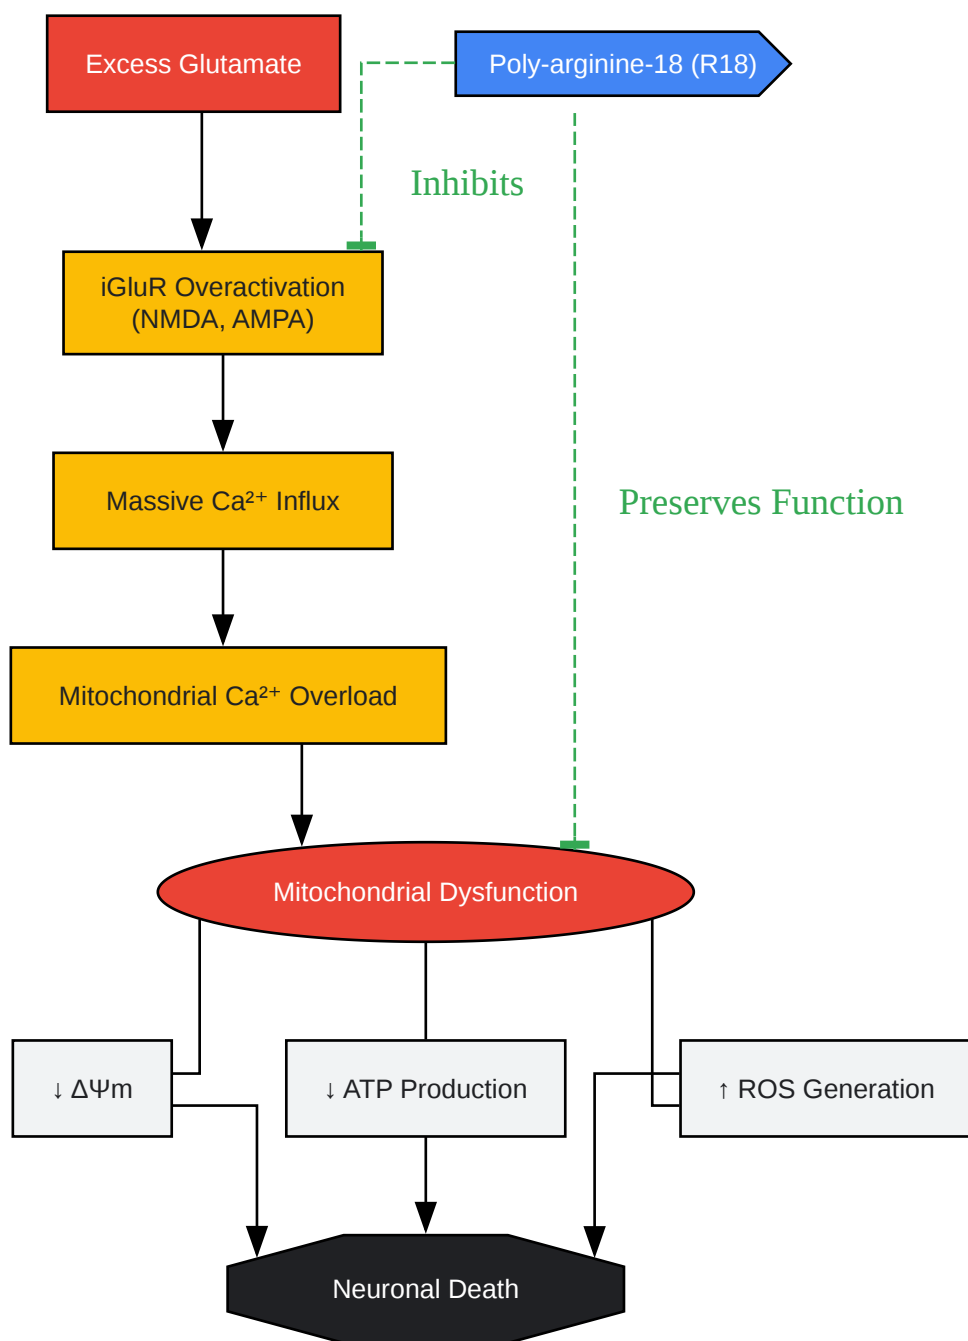 Excess Glutamate
Poly-arginine-18 (R18)
Inhibits
iGluR Overactivation
(NMDA, AMPA)
Massive Ca²⁺ Influx
Preserves Function
Mitochondrial Ca²⁺ Overload
Mitochondrial Dysfunction
↓ ΔΨm
↓ ATP Production
↑ ROS Generation
Neuronal Death